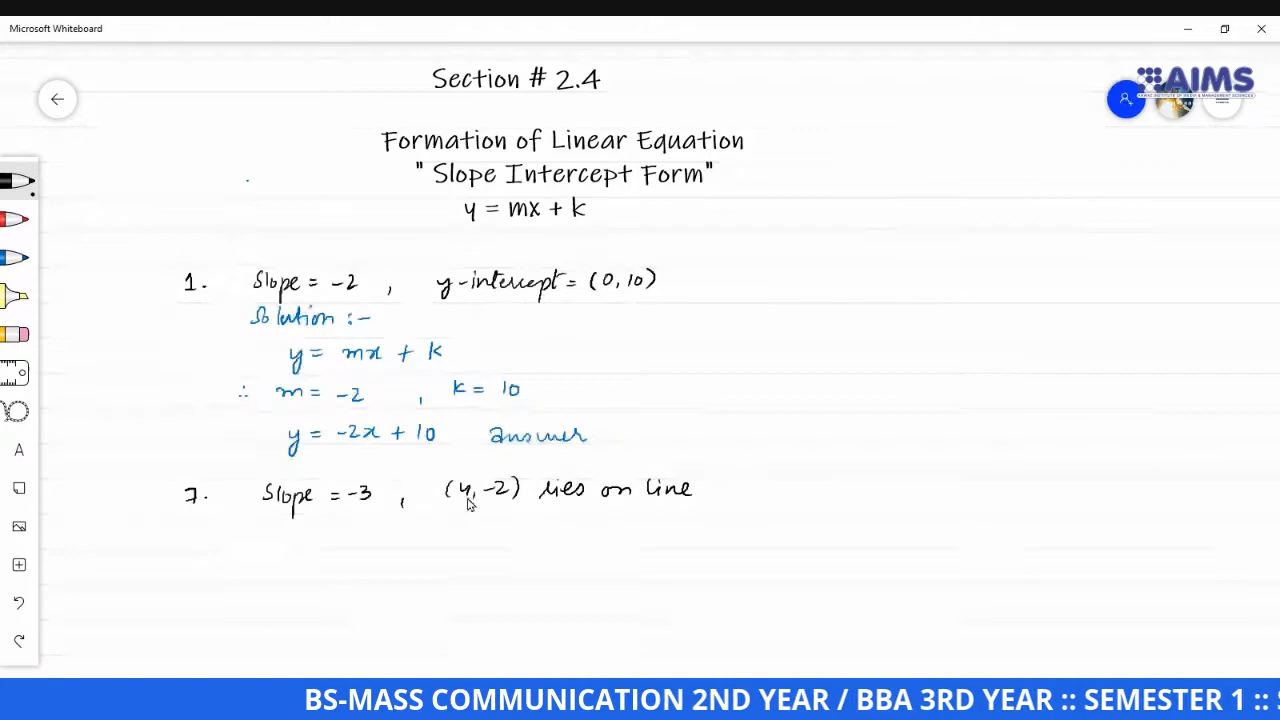 Microsoft Whiteboard
AIMS
Section # 2.4
Formation of Linear Equation
" Slope Intercept Form"
y = mx + k
1. Slope = -2 , y-intercept = (0, 10)
Solution :-
y = mx + k
∴ m = -2 , k = 10
y = -2x + 10 answer
7. Slope = -3 , (4, -2) lies on line
BS-MASS COMMUNICATION 2ND YEAR / BBA 3RD YEAR :: SEMESTER 1 :: S